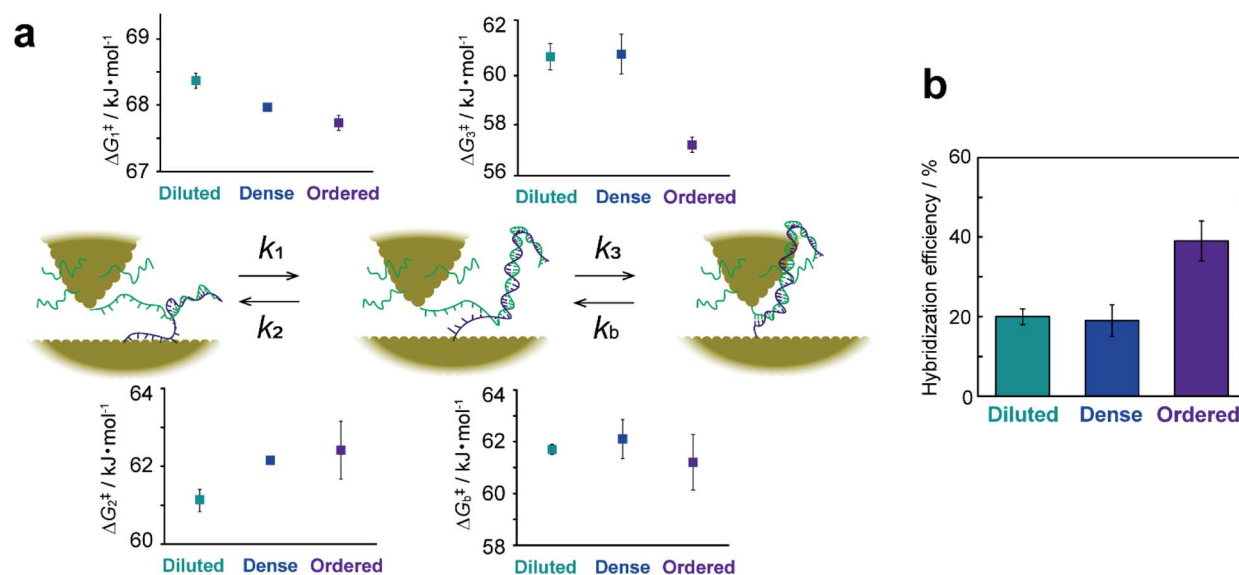 a
ΔG₁‡ / kJ•mol⁻¹
69
68
67
Diluted Dense Ordered
ΔG₃‡ / kJ•mol⁻¹
62
60
58
56
Diluted Dense Ordered
k₁
k₂
k₃
k_b
ΔG₂‡ / kJ•mol⁻¹
64
62
60
Diluted Dense Ordered
ΔG_b‡ / kJ•mol⁻¹
64
62
60
58
Diluted Dense Ordered
b
Hybridization efficiency / %
60
40
20
0
Diluted Dense Ordered